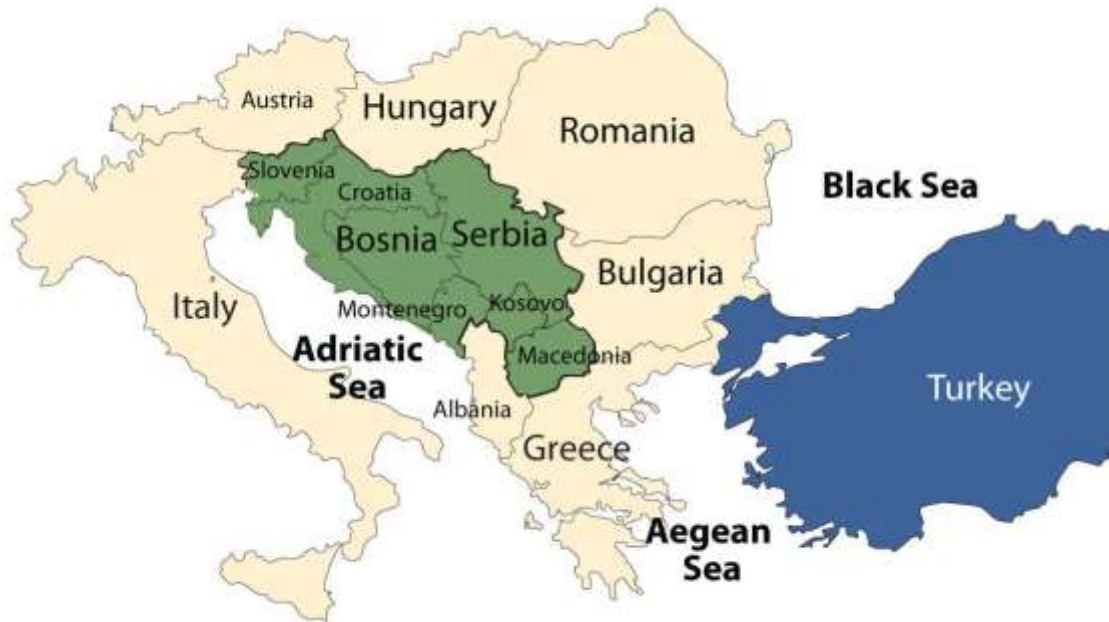 Austria
Hungary
Romania
Slovenia
Croatia
Black Sea
Bosnia
Serbia
Bulgaria
Italy
Montenegro
Kosovo
Adriatic
Sea
Macedonia
Turkey
Albania
Greece
Aegean
Sea